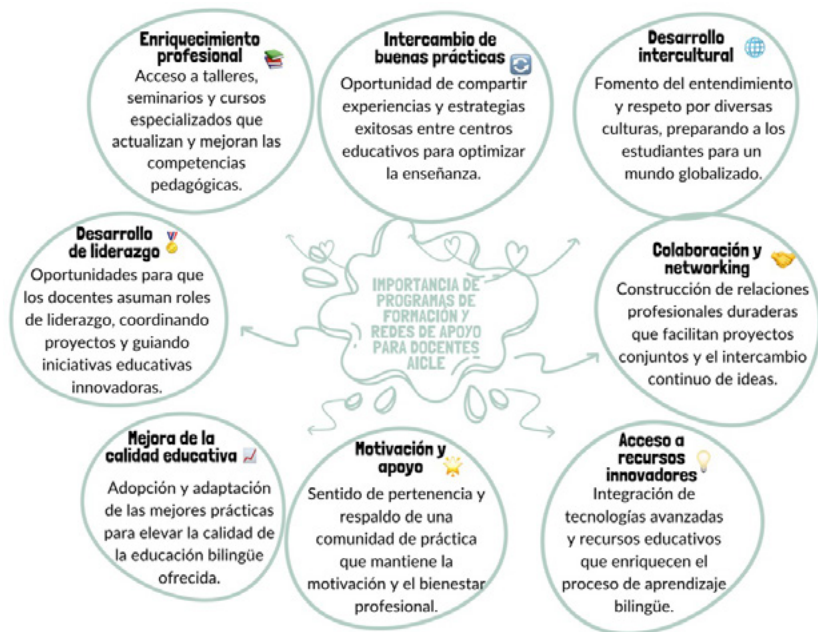 Enriquecimiento
profesional
Acceso a talleres,
seminarios y cursos
especializados que
actualizan y mejoran las
competencias
pedagógicas.
Intercambio de
buenas prácticas
Oportunidad de compartir
experiencias y estrategias
exitosas entre centros
educativos para optimizar
la enseñanza.
Desarrollo
intercultural
Fomento del entendimiento
y respeto por diversas
culturas, preparando a los
estudiantes para un
mundo globalizado.
Desarrollo
de liderazgo
Oportunidades para que
los docentes asuman roles
de liderazgo, coordinando
proyectos y guiando
iniciativas educativas
innovadoras.
IMPORTANCIA DE
PROGRAMAS DE
FORMACIÓN Y
REDES DE APOYO
PARA DOCENTES
AICLE
Colaboración y
networking
Construcción de relaciones
profesionales duraderas
que facilitan proyectos
conjuntos y el intercambio
continuo de ideas.
Mejora de la
calidad educativa
Adopción y adaptación
de las mejores prácticas
para elevar la calidad de
la educación bilingüe
ofrecida.
Motivación y
apoyo
Sentido de pertenencia y
respaldo de una
comunidad de práctica
que mantiene la
motivación y el bienestar
profesional.
Acceso a
recursos
innovadores
Integración de
tecnologías avanzadas
y recursos educativos
que enriquecen el
proceso de aprendizaje
bilingüe.